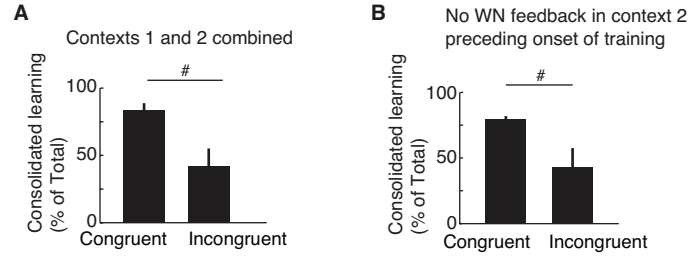 A
Contexts 1 and 2 combined
#
100
50
0
Consolidated learning
(% of Total)
Congruent
Incongruent
B
No WN feedback in context 2
preceding onset of training
#
100
50
0
Consolidated learning
(% of Total)
Congruent
Incongruent